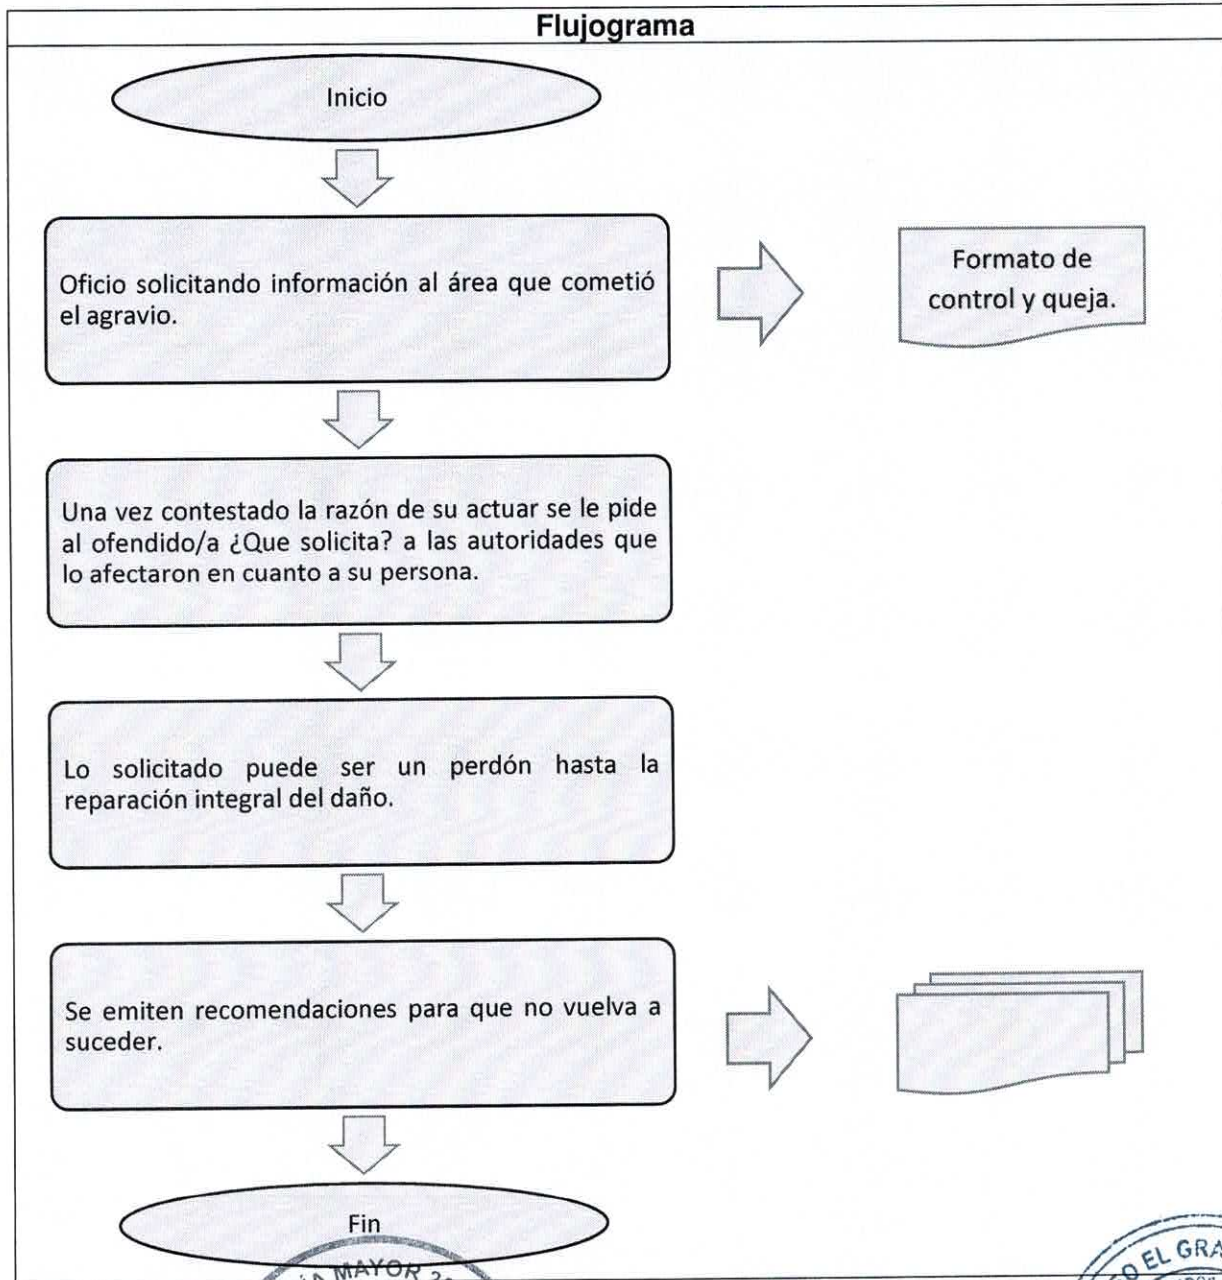 Flujograma
Inicio
Oficio solicitando información al área que cometió
el agravio.
Formato de
control y queja.
Una vez contestado la razón de su actuar se le pide
al ofendido/a ¿Que solicita? a las autoridades que
lo afectaron en cuanto a su persona.
Lo solicitado puede ser un perdón hasta la
reparación integral del daño.
Se emiten recomendaciones para que no vuelva a
suceder.
Fin
MAYOR
EL GRA